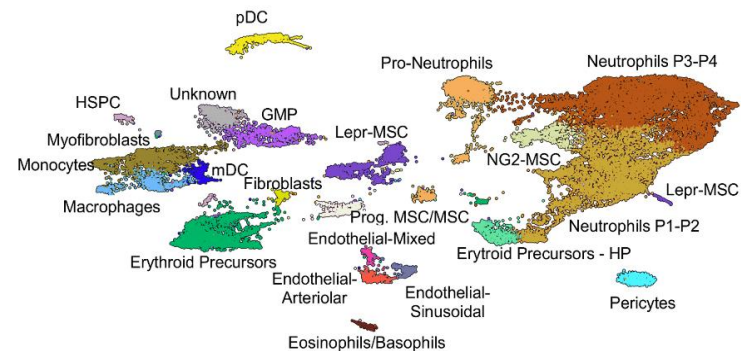 pDC
Pro-Neutrophils
Neutrophils P3-P4
Unknown
HSPC
GMP
Myofibroblasts
Lepr-MSC
Monocytes
mDC
NG2-MSC
Fibroblasts
Lepr-MSC
Macrophages
Prog. MSC/MSC
Neutrophils P1-P2
Endothelial-Mixed
Erythroid Precursors
Erytroid Precursors - HP
Endothelial-
Arteriolar
Endothelial-
Sinusoidal
Pericytes
Eosinophils/Basophils